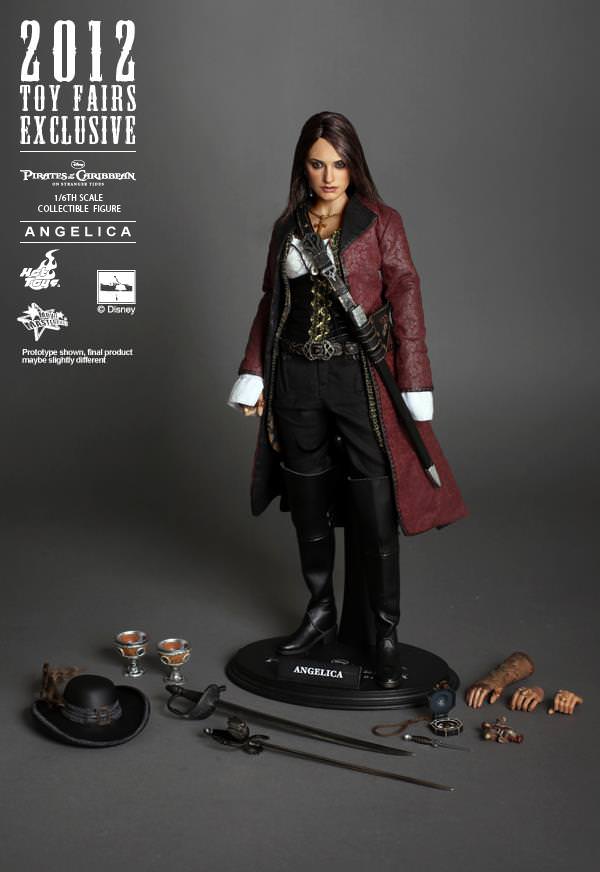 2012
TOY FAIRS
EXCLUSIVE
Disney
PIRATES of the CARIBBEAN
ON STRANGER TIDES
1/6TH SCALE
COLLECTIBLE FIGURE
ANGELICA
Hot
Toys.
MOVIE
MASTERPIECE
© Disney
Prototype shown, final product
maybe slightly different
ANGELICA